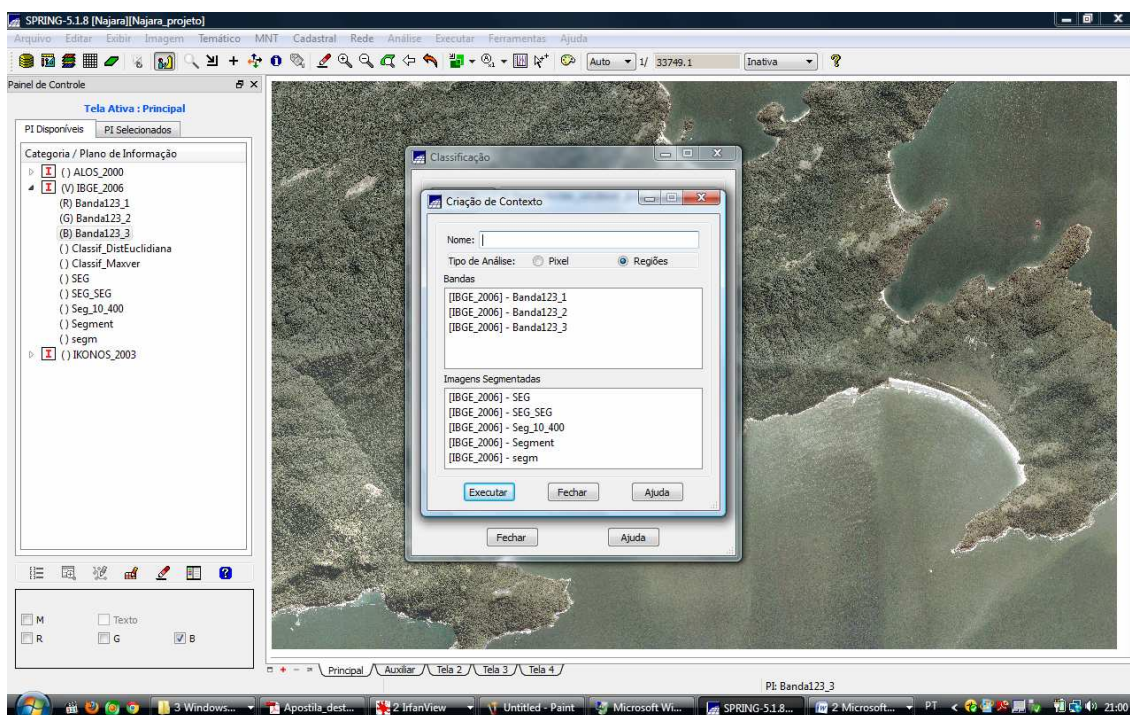 SPRING-5.1.8 [Najara][Najara_projeto]
Arquivo Editar Exibir Imagem Temático MNT Cadastral Rede Análise Executar Ferramentas Ajuda
Auto 1/ 33749.1 Inativa
Painel de Controle
Tela Ativa : Principal
PI Disponíveis PI Selecionados
Categoria / Plano de Informação
( ) ALOS_2000
(V) IBGE_2006
(R) Banda123_1
(G) Banda123_2
(B) Banda123_3
( ) Classif_DistEuclidiana
( ) Classif_Maxver
( ) SEG
( ) SEG_SEG
( ) Seg_10_400
( ) Segment
( ) segm
( ) IKONOS_2003
M Texto
R G B
Classificação
Criação de Contexto
Nome:
Tipo de Análise: Pixel Regiões
Bandas
[IBGE_2006] - Banda123_1
[IBGE_2006] - Banda123_2
[IBGE_2006] - Banda123_3
Imagens Segmentadas
[IBGE_2006] - SEG
[IBGE_2006] - SEG_SEG
[IBGE_2006] - Seg_10_400
[IBGE_2006] - Segment
[IBGE_2006] - segm
Executar Fechar Ajuda
Fechar Ajuda
Principal Auxiliar Tela 2 Tela 3 Tela 4
PI: Banda123_3
3 Windows... Apostila_dest... 2 IrfanView Untitled - Paint Microsoft Wi... SPRING-5.1.8... 2 Microsoft... PT 21:00